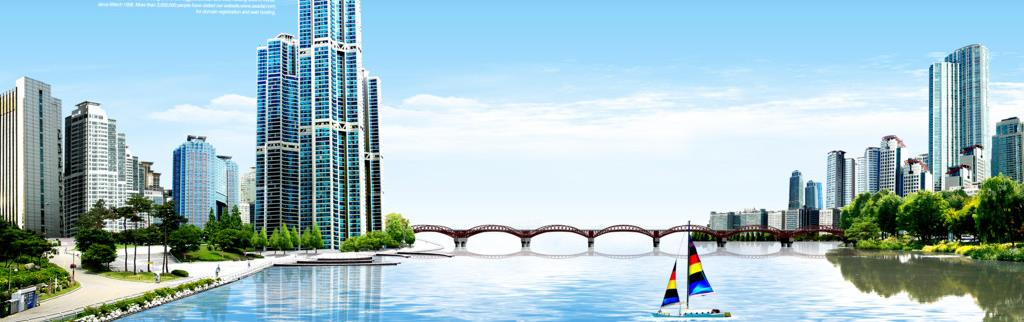 since March 1998. More than 3,000,000 people have visited our website,www.asadal.com
for domain registration and web hosting.